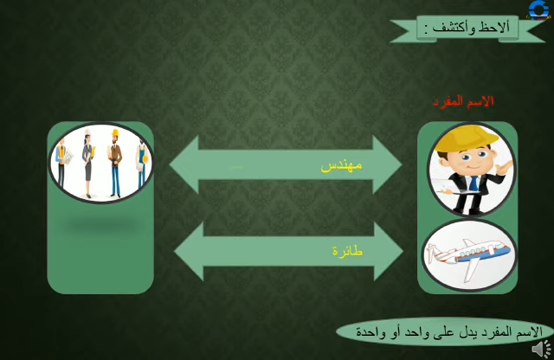 ألاحظ وأكتشف :
الاسم المفرد
مهندس
طائرة
الاسم المفرد يدل على واحد أو واحدة